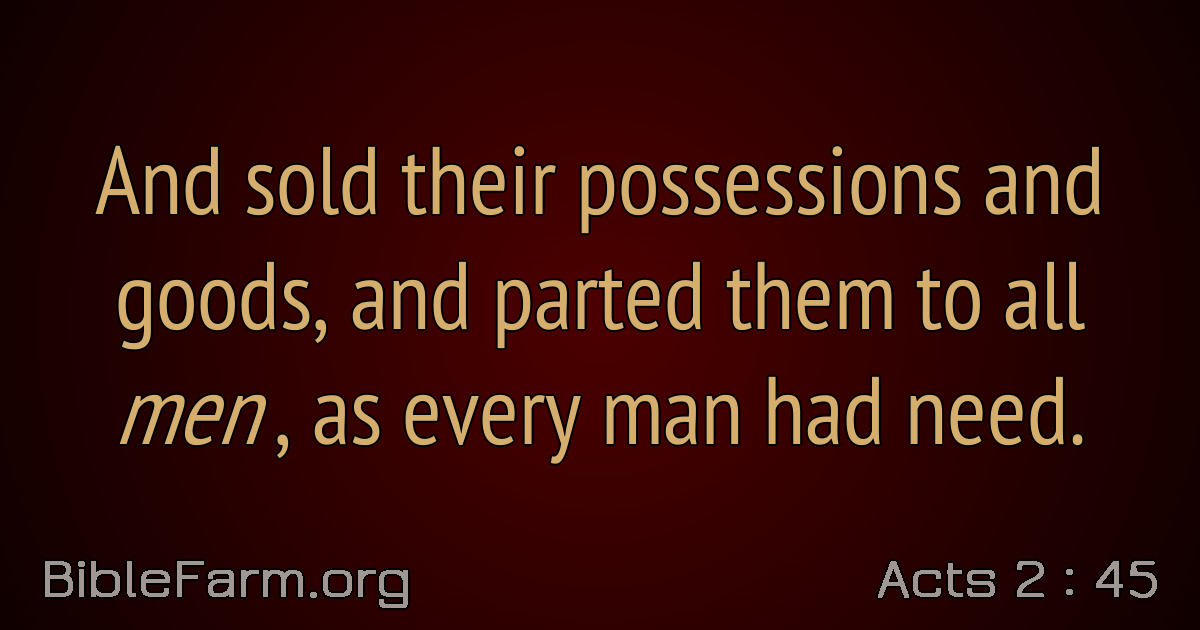 And sold their possessions and
goods, and parted them to all
men, as every man had need.
BibleFarm.org
Acts 2 : 45